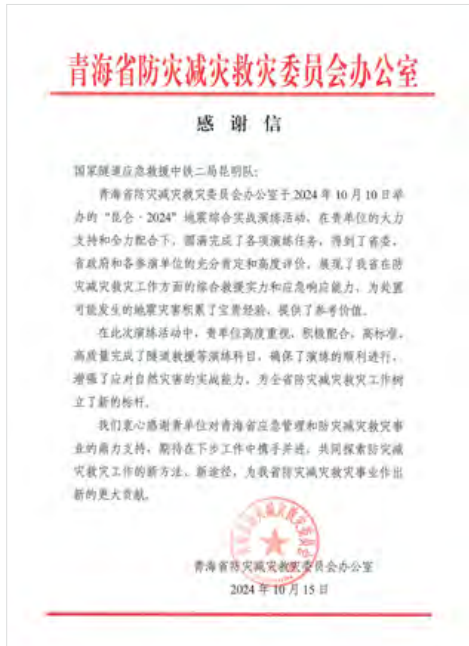 青海省防灾减灾救灾委员会办公室
感谢信
国家隧道应急救援中铁二局昆明队:
青海省防灾减灾救灾委员会办公室于2024年10月10日举
办的“昆仑·2024”地震综合实战演练活动,在贵单位的大力
支持和全力配合下,圆满完成了各项演练任务,得到了省委、
省政府和各参演单位的充分肯定和高度评价,展现了我省在防
灾减灾救灾工作方面的综合救援实力和应急响应能力,为处置
可能发生的地震灾害积累了宝贵经验,提供了参考价值。
在此次演练活动中,贵单位高度重视,积极配合,高标准、
高质量完成了隧道救援等演练科目,确保了演练的顺利进行,
增强了应对自然灾害的实战能力,为全省防灾减灾救灾工作树
立了新的标杆。
我们衷心感谢贵单位对青海省应急管理和防灾减灾救灾事
业的鼎力支持,期待在下步工作中携手并进,共同探索防灾减
灾救灾工作的新方法、新途径,为我省防灾减灾救灾事业作出
新的更大贡献。
青海省防灾减灾救灾委员会办公室
2024年10月15日